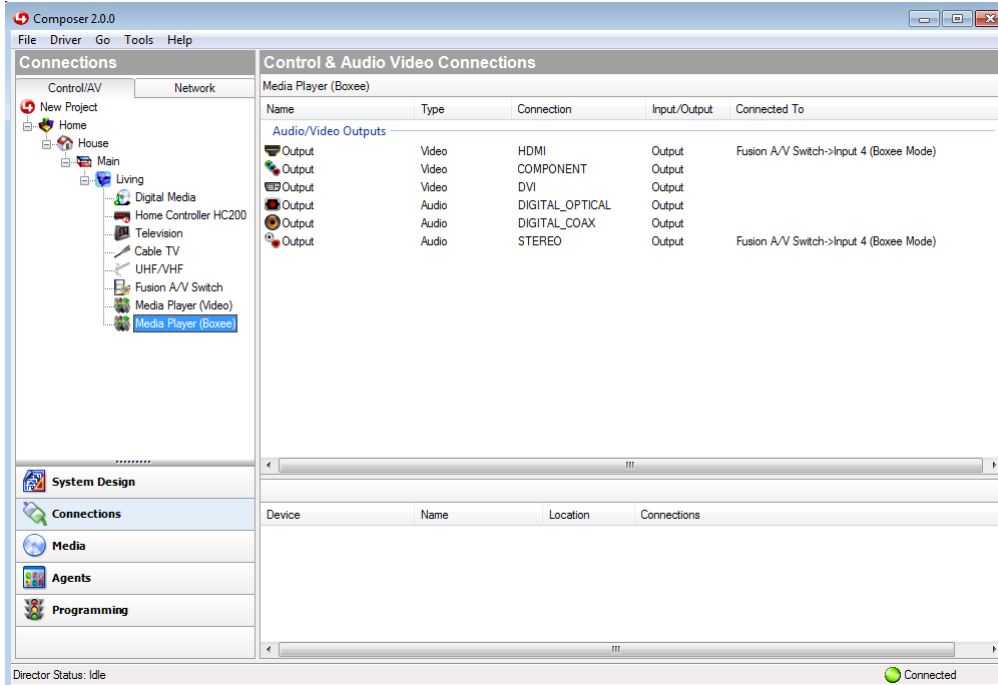 Composer 2.0.0
File Driver Go Tools Help
Connections
Control/AV Network
New Project
Home
House
Main
Living
Digital Media
Home Controller HC200
Television
Cable TV
UHF/VHF
Fusion A/V Switch
Media Player (Video)
Media Player (Boxee)
System Design
Connections
Media
Agents
Programming
Control & Audio Video Connections
Media Player (Boxee)
Name Type Connection Input/Output Connected To
Audio/Video Outputs
Output Video HDMI Output Fusion A/V Switch->Input 4 (Boxee Mode)
Output Video COMPONENT Output
Output Video DVI Output
Output Audio DIGITAL_OPTICAL Output
Output Audio DIGITAL_COAX Output
Output Audio STEREO Output Fusion A/V Switch->Input 4 (Boxee Mode)
Device Name Location Connections
Director Status: Idle Connected